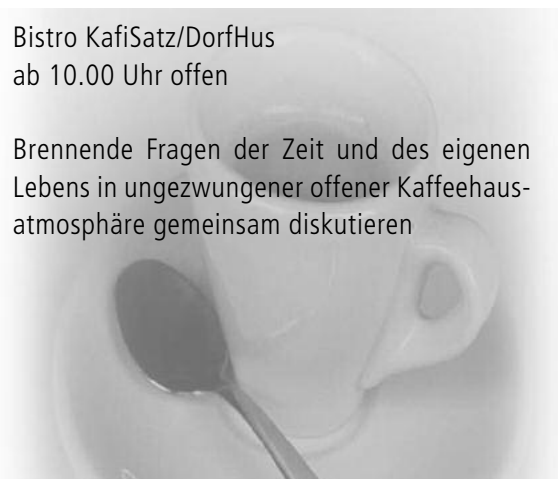 Bistro KafiSatz/DorfHus
ab 10.00 Uhr offen
Brennende Fragen der Zeit und des eigenen
Lebens in ungezwungener offener Kaffeehaus-
atmosphäre gemeinsam diskutieren